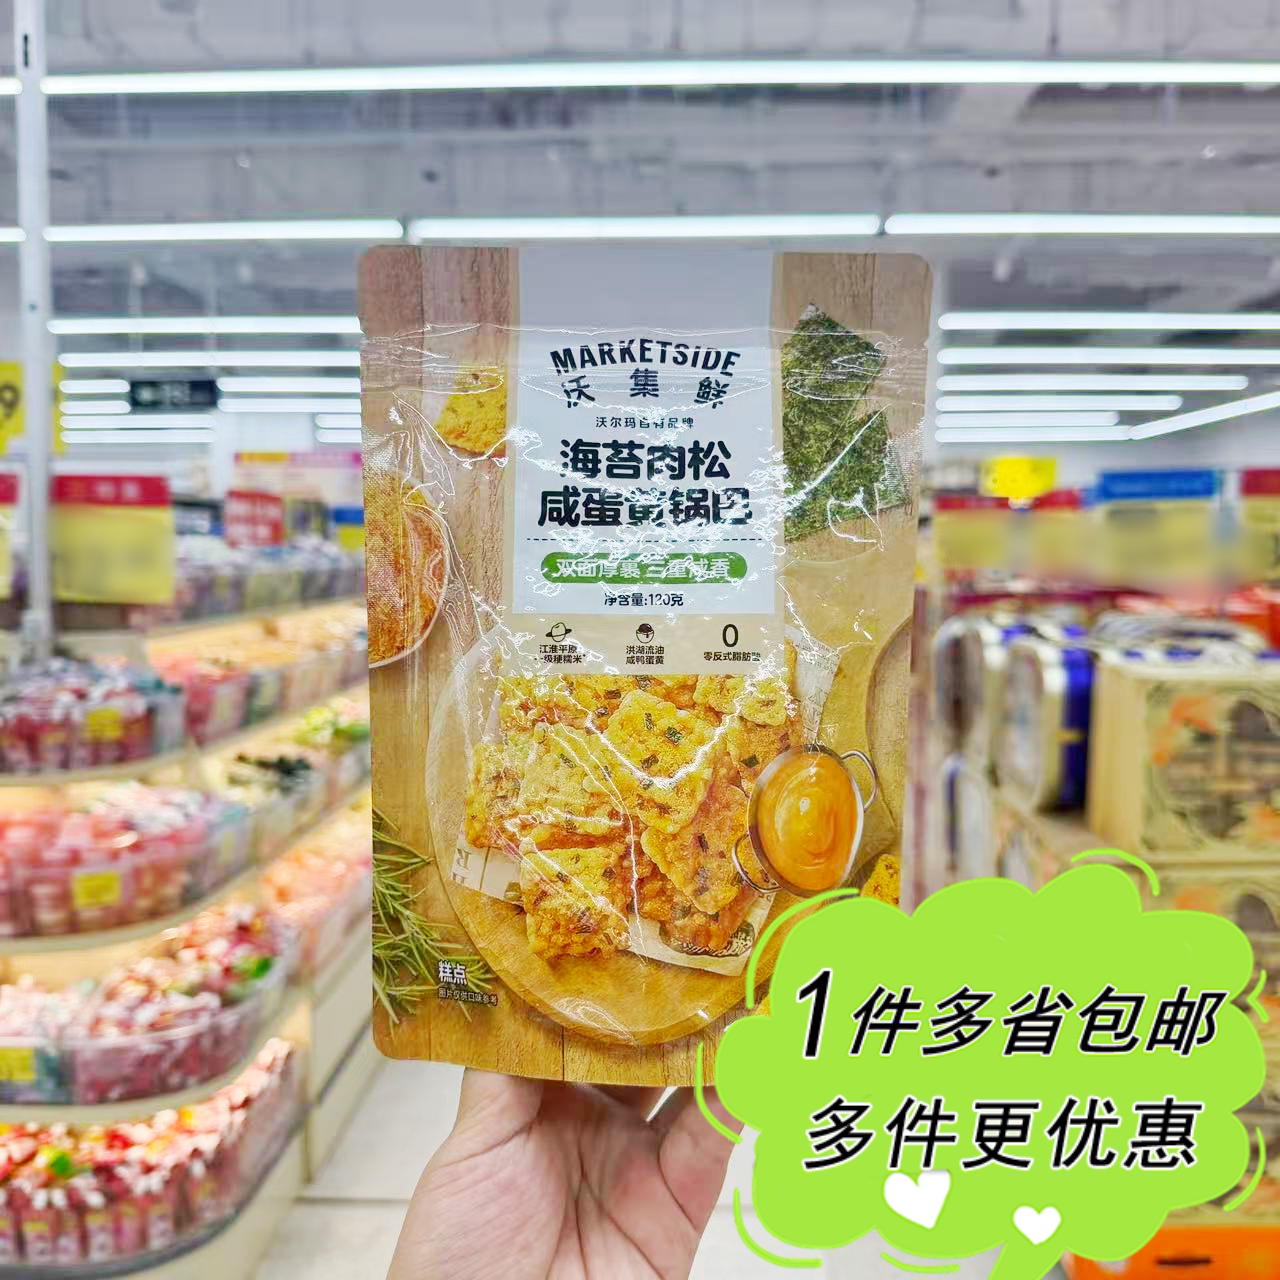 MARKETSIDE
沃集鲜
沃尔玛自有品牌
海苔肉松
咸蛋黄锅巴
双面厚裹 三重咸香
净含量:120克
江淮平原
一级粳糯米*
洪湖流油
咸鸭蛋黄
0
零反式脂肪酸
糕点
图片仅供口味参考
1件多省包邮
多件更优惠
9